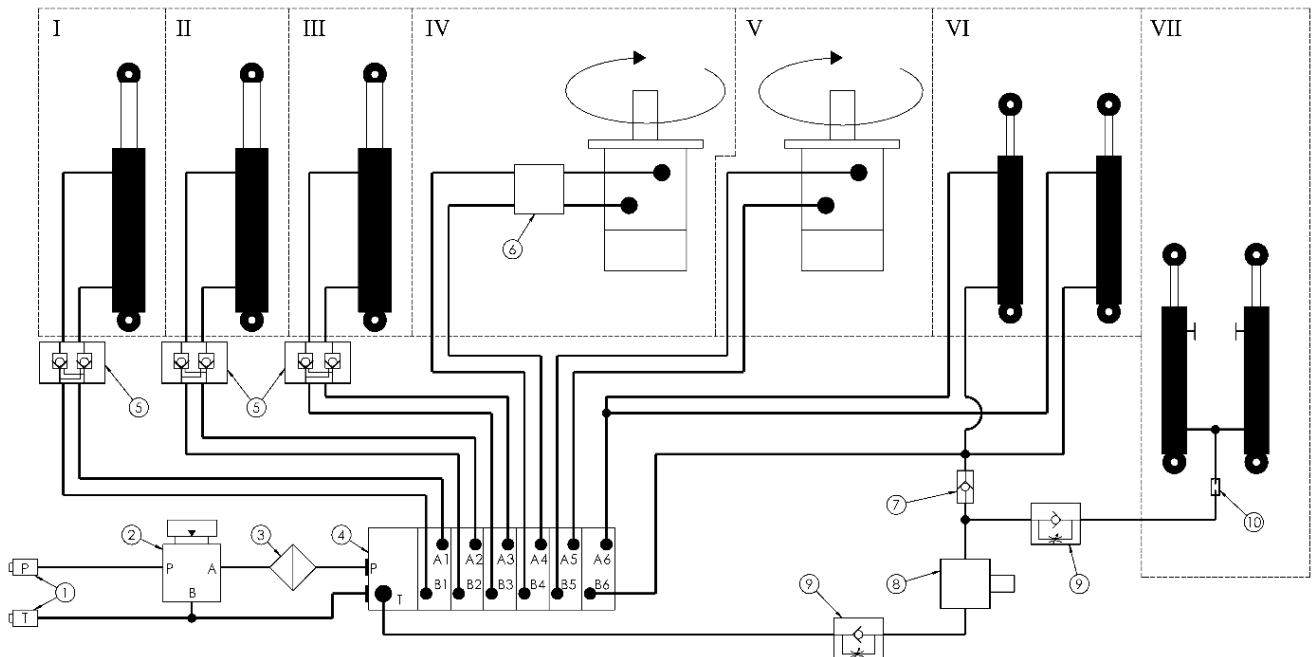 I II III IV V VI VII
6
5 5 5
7
10
2 3 4 9
A1 A2 A3 A4 A5 A6
P P A P
1 B B1 B2 B3 B4 B5 B6 8
T T 9